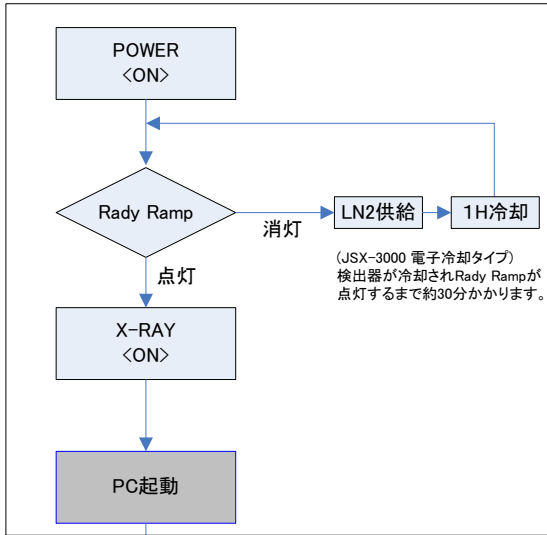 POWER
<ON>
Rady Ramp
消灯
LN2供給
1H冷却
(JSX-3000 電子冷却タイプ)
検出器が冷却されRady Rampが
点灯するまで約30分かかります。
点灯
X-RAY
<ON>
PC起動